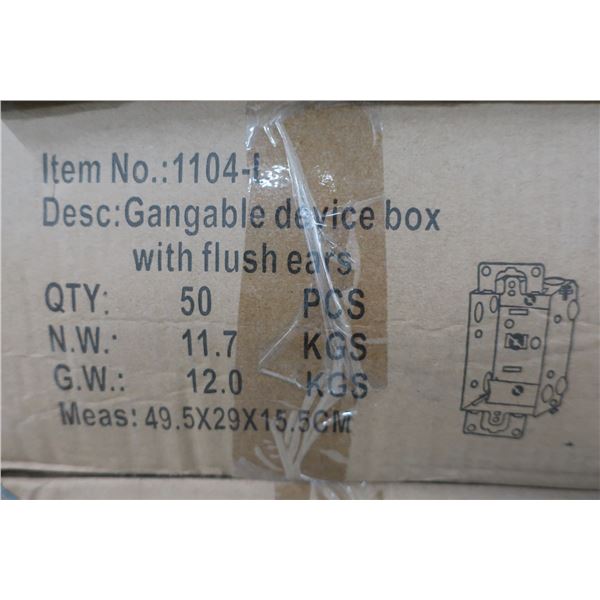 Item No.:1104-L
Desc:Gangable device box
with flush ears
QTY: 50 PCS
N.W.: 11.7 KGS
G.W.: 12.0 KGS
Meas: 49.5X29X15.5CM